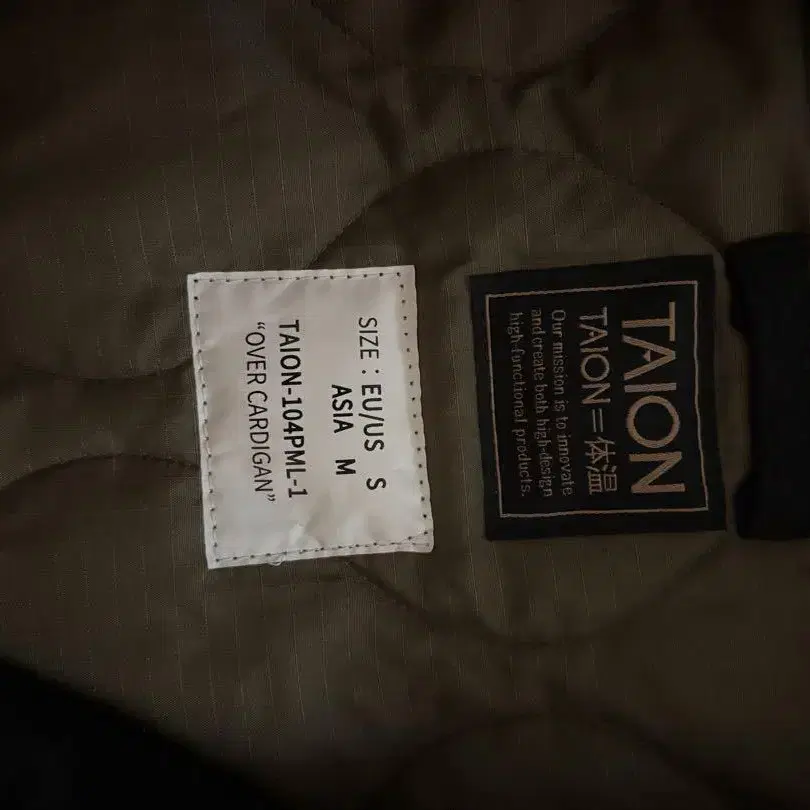 TAION
TAION=体温
Our mission is to innovate
and create both high-design
high-functional products.
SIZE : EU/US S
ASIA M
TAION-104PML-1
“OVER CARDIGAN”